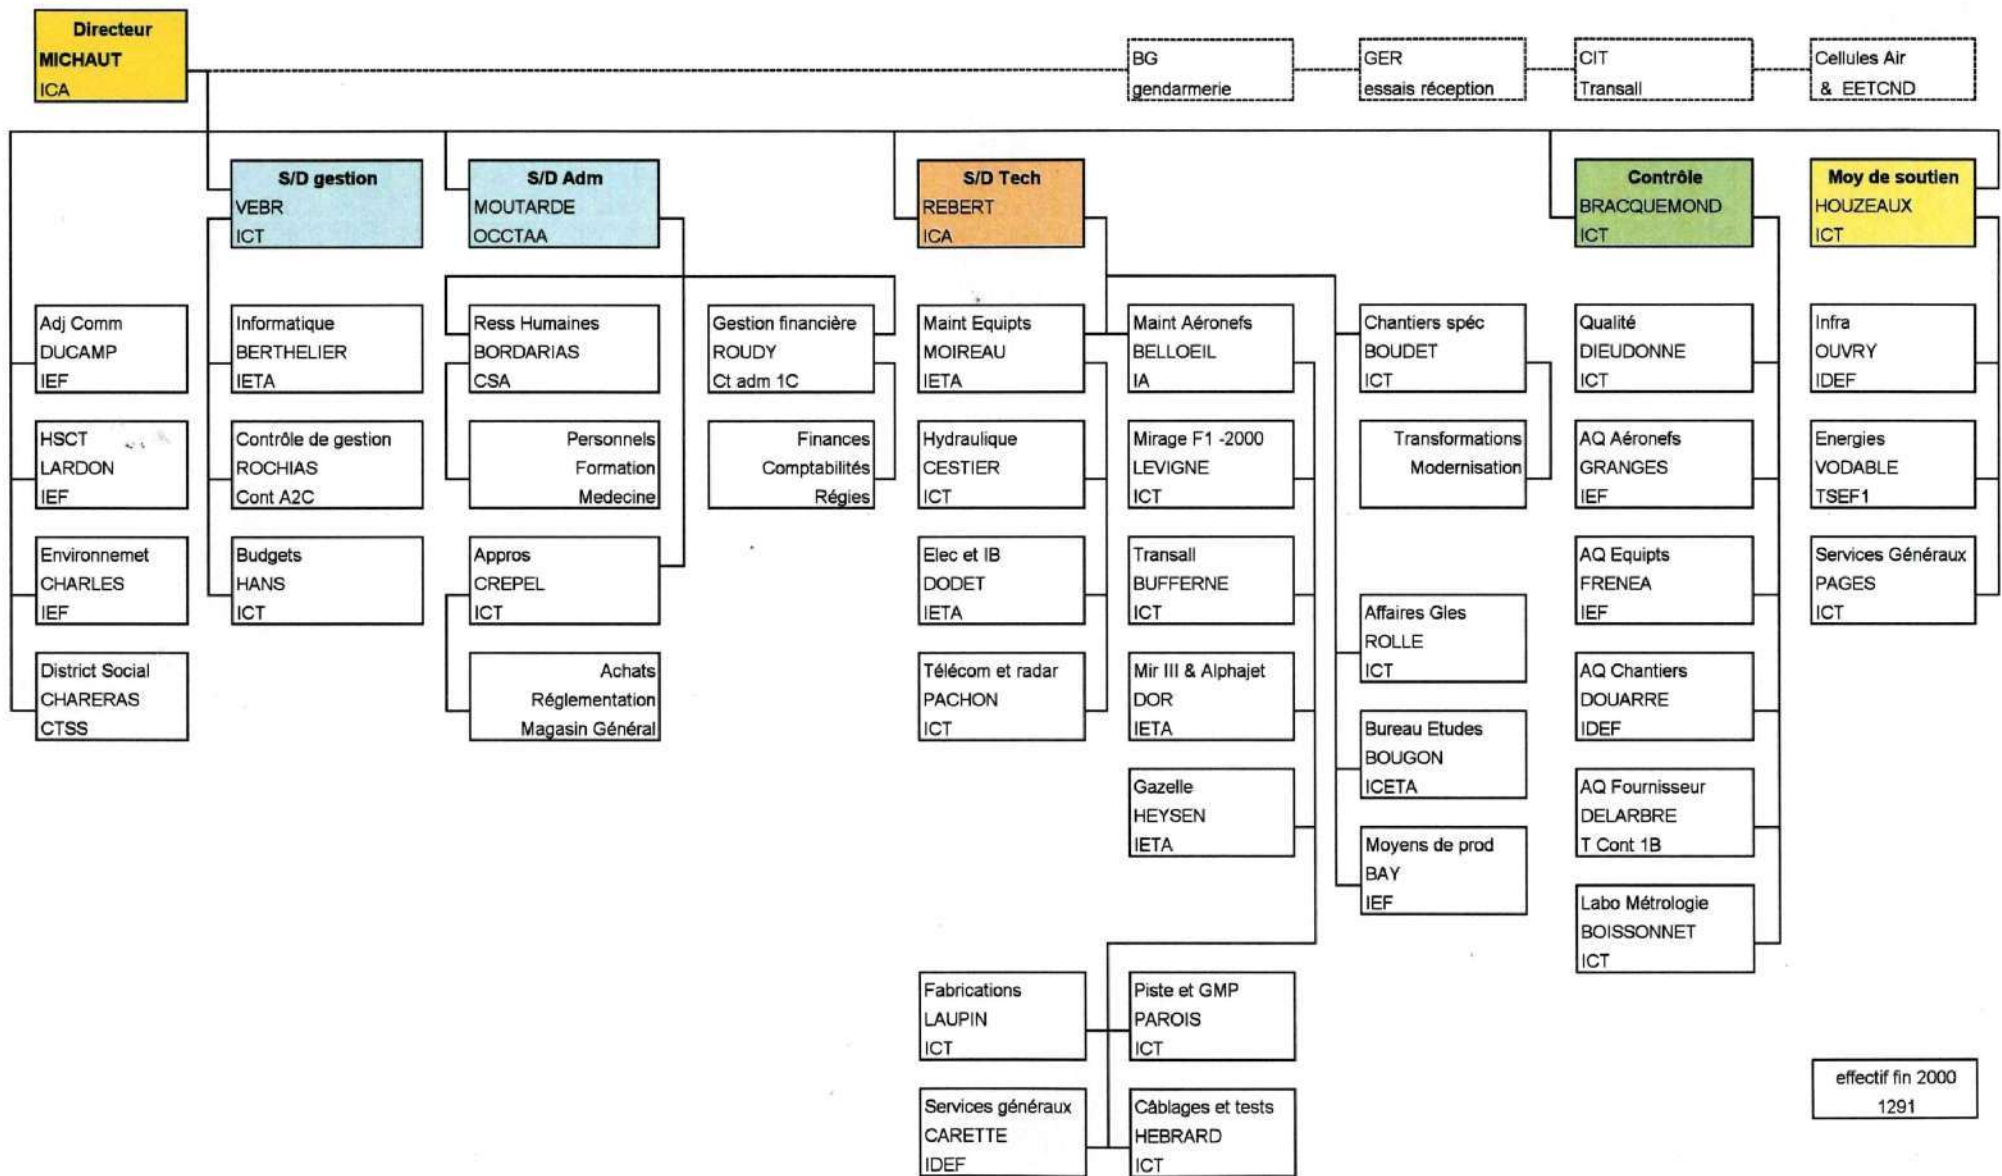 Directeur
MICHAUT
ICA
BG
gendarmerie
GER
essais réception
CIT
Transall
Cellules Air
& EETCND
S/D gestion
VEBR
ICT
S/D Adm
MOUTARDE
OCCTAA
S/D Tech
REBERT
ICA
Contrôle
BRACQUEMOND
ICT
Moy de soutien
HOUZEAUX
ICT
Adj Comm
DUCAMP
IEF
HSCT
LARDON
IEF
Environnemet
CHARLES
IEF
District Social
CHARERAS
CTSS
Informatique
BERTHELIER
IETA
Contrôle de gestion
ROCHIAS
Cont A2C
Budgets
HANS
ICT
Ress Humaines
BORDARIAS
CSA
Personnels
Formation
Medecine
Appros
CREPEL
ICT
Achats
Réglementation
Magasin Général
Gestion financière
ROUDY
Ct adm 1C
Finances
Comptabilités
Régies
Maint Equipts
MOIREAU
IETA
Hydraulique
CESTIER
ICT
Elec et IB
DODET
IETA
Télécom et radar
PACHON
ICT
Maint Aéronefs
BELLOEIL
IA
Mirage F1 -2000
LEVIGNE
ICT
Transall
BUFFERNE
ICT
Mir III & Alphajet
DOR
IETA
Gazelle
HEYSEN
IETA
Fabrications
LAUPIN
ICT
Piste et GMP
PAROIS
ICT
Services généraux
CARETTE
IDEF
Câblages et tests
HEBRARD
ICT
Chantiers spéc
BOUDET
ICT
Transformations
Modernisation
Affaires Gles
ROLLE
ICT
Bureau Etudes
BOUGON
ICETA
Moyens de prod
BAY
IEF
Qualité
DIEUDONNE
ICT
AQ Aéronefs
GRANGES
IEF
AQ Equipts
FRENEA
IEF
AQ Chantiers
DOUARRE
IDEF
AQ Fournisseur
DELARBRE
T Cont 1B
Labo Métrologie
BOISSONNET
ICT
Infra
OUVRY
IDEF
Energies
VODABLE
TSEF1
Services Généraux
PAGES
ICT
effectif fin 2000
1291